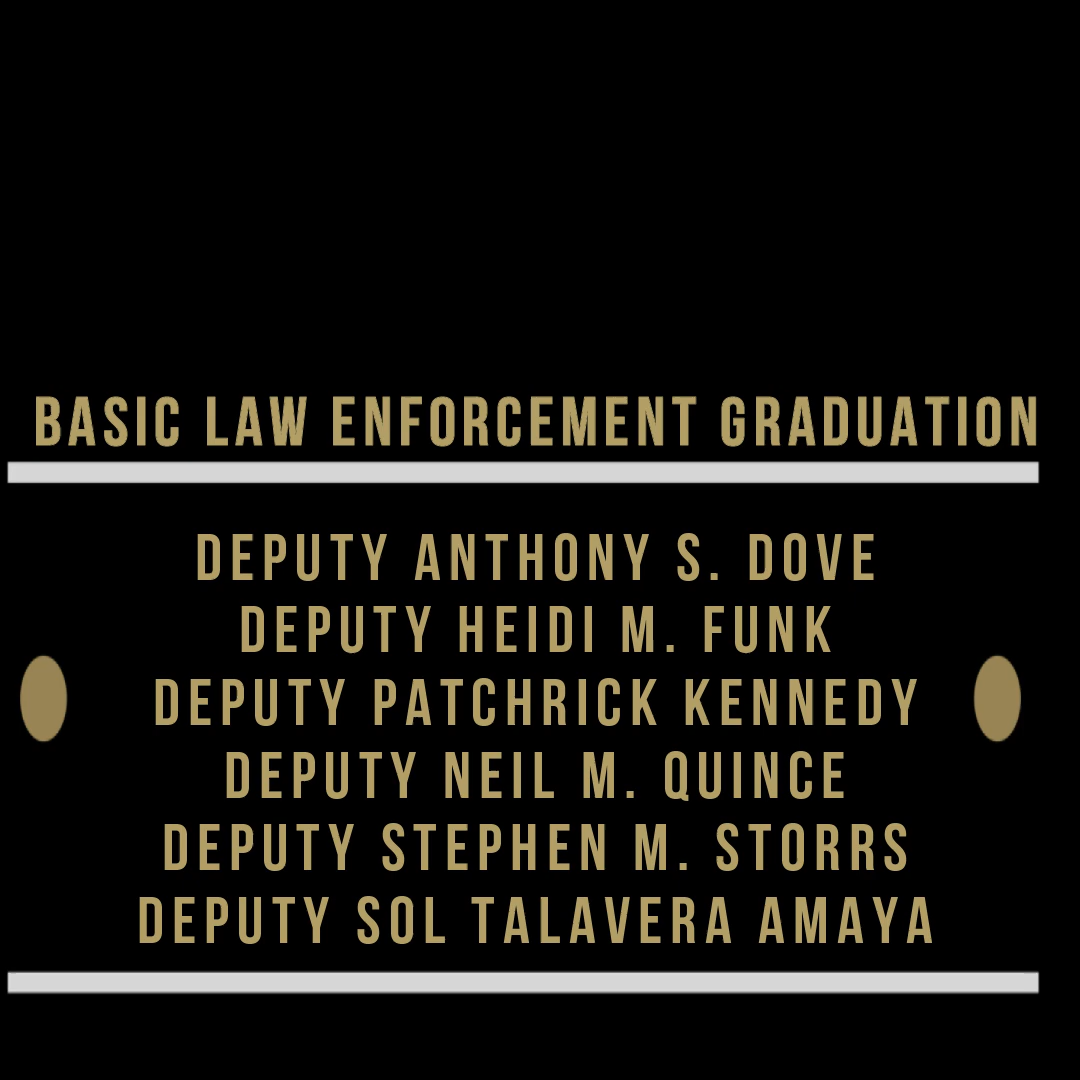 BASIC LAW ENFORCEMENT GRADUATION
DEPUTY ANTHONY S. DOVE
DEPUTY HEIDI M. FUNK
DEPUTY PATCHRICK KENNEDY
DEPUTY NEIL M. QUINCE
DEPUTY STEPHEN M. STORRS
DEPUTY SOL TALAVERA AMAYA